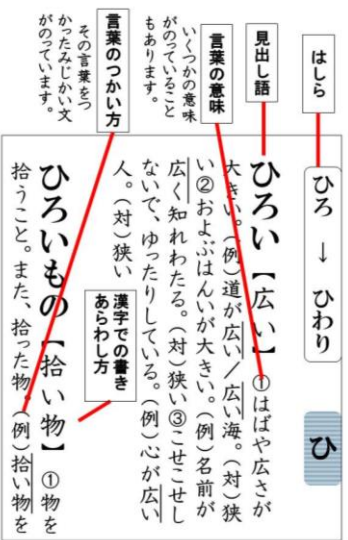 はしら
ひろ → ひわり
ひ
見出し語
言葉の意味
いくつかの意味
がのっていること
もあります。
言葉のつかい方
その言葉をつ
かったみじかい文
がのっています。
ひろい【広い】①はばや広さが
大きい。(例)道が広い/広い海。(対)狭
い②およぶはんいが大きい。(例)名前が
広く知れわたる。(対)狭い③こせこせし
ないで、ゆったりしている。(例)心が広い
人。(対)狭い
漢字での書き
あらわし方
ひろいもの【拾い物】①物を
拾うこと。また、拾った物。(例)拾い物を